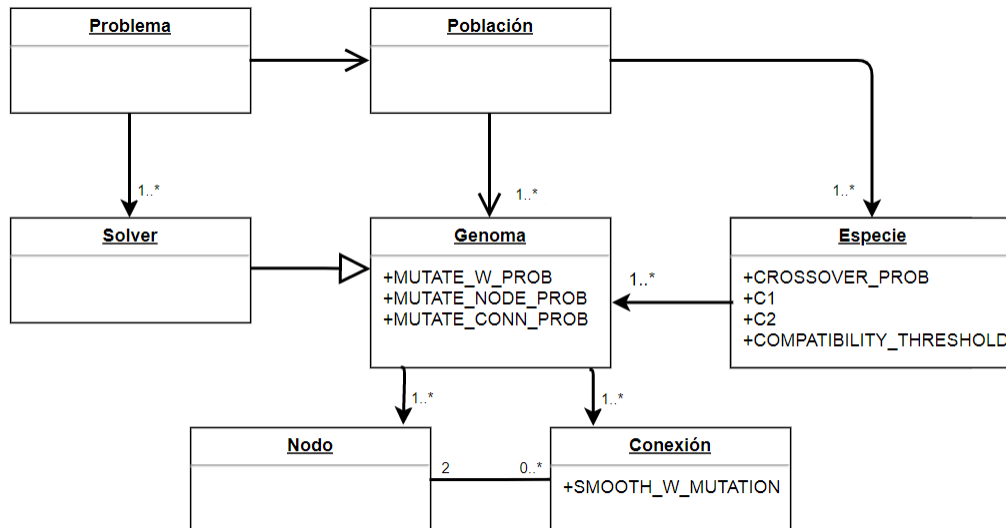 Problema
Población
1..*
1..*
1..*
Solver
Genoma
+MUTATE_W_PROB
+MUTATE_NODE_PROB
+MUTATE_CONN_PROB
1..*
Especie
+CROSSOVER_PROB
+C1
+C2
+COMPATIBILITY_THRESHOLD
1..*
1..*
Nodo
2
0..*
Conexión
+SMOOTH_W_MUTATION